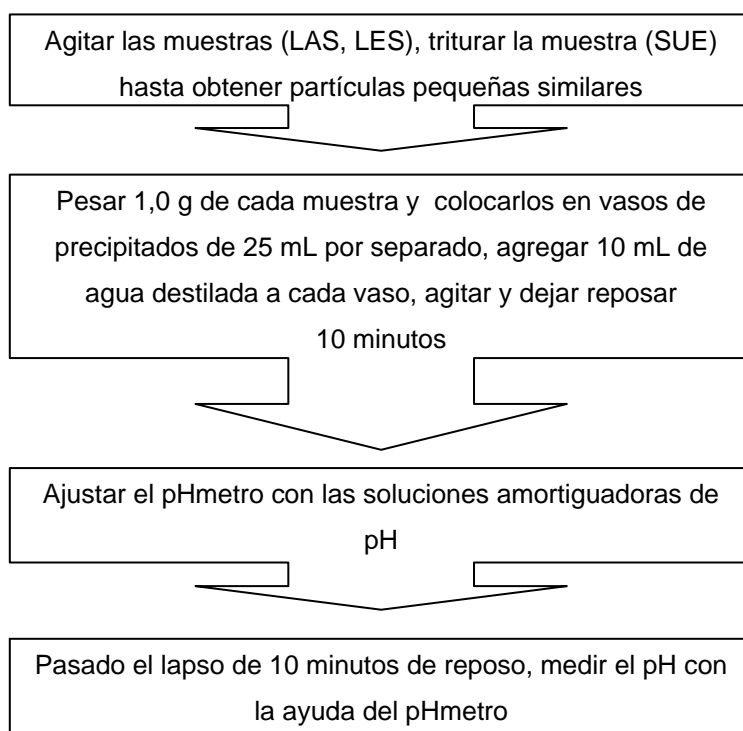 Agitar las muestras (LAS, LES), triturar la muestra (SUE)
hasta obtener partículas pequeñas similares
Pesar 1,0 g de cada muestra y colocarlos en vasos de
precipitados de 25 mL por separado, agregar 10 mL de
agua destilada a cada vaso, agitar y dejar reposar
10 minutos
Ajustar el pHmetro con las soluciones amortiguadoras de
pH
Pasado el lapso de 10 minutos de reposo, medir el pH con
la ayuda del pHmetro